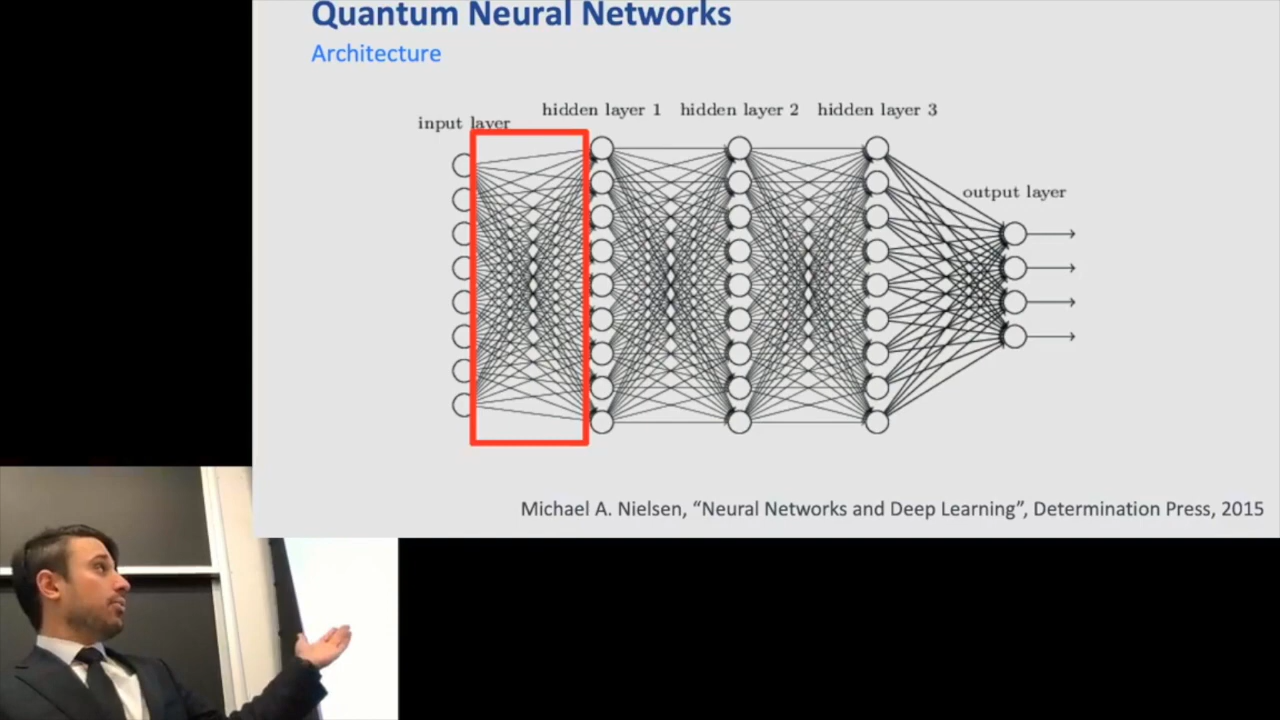 Quantum Neural Networks
Architecture
input layer
hidden layer 1
hidden layer 2
hidden layer 3
output layer
Michael A. Nielsen, “Neural Networks and Deep Learning”, Determination Press, 2015